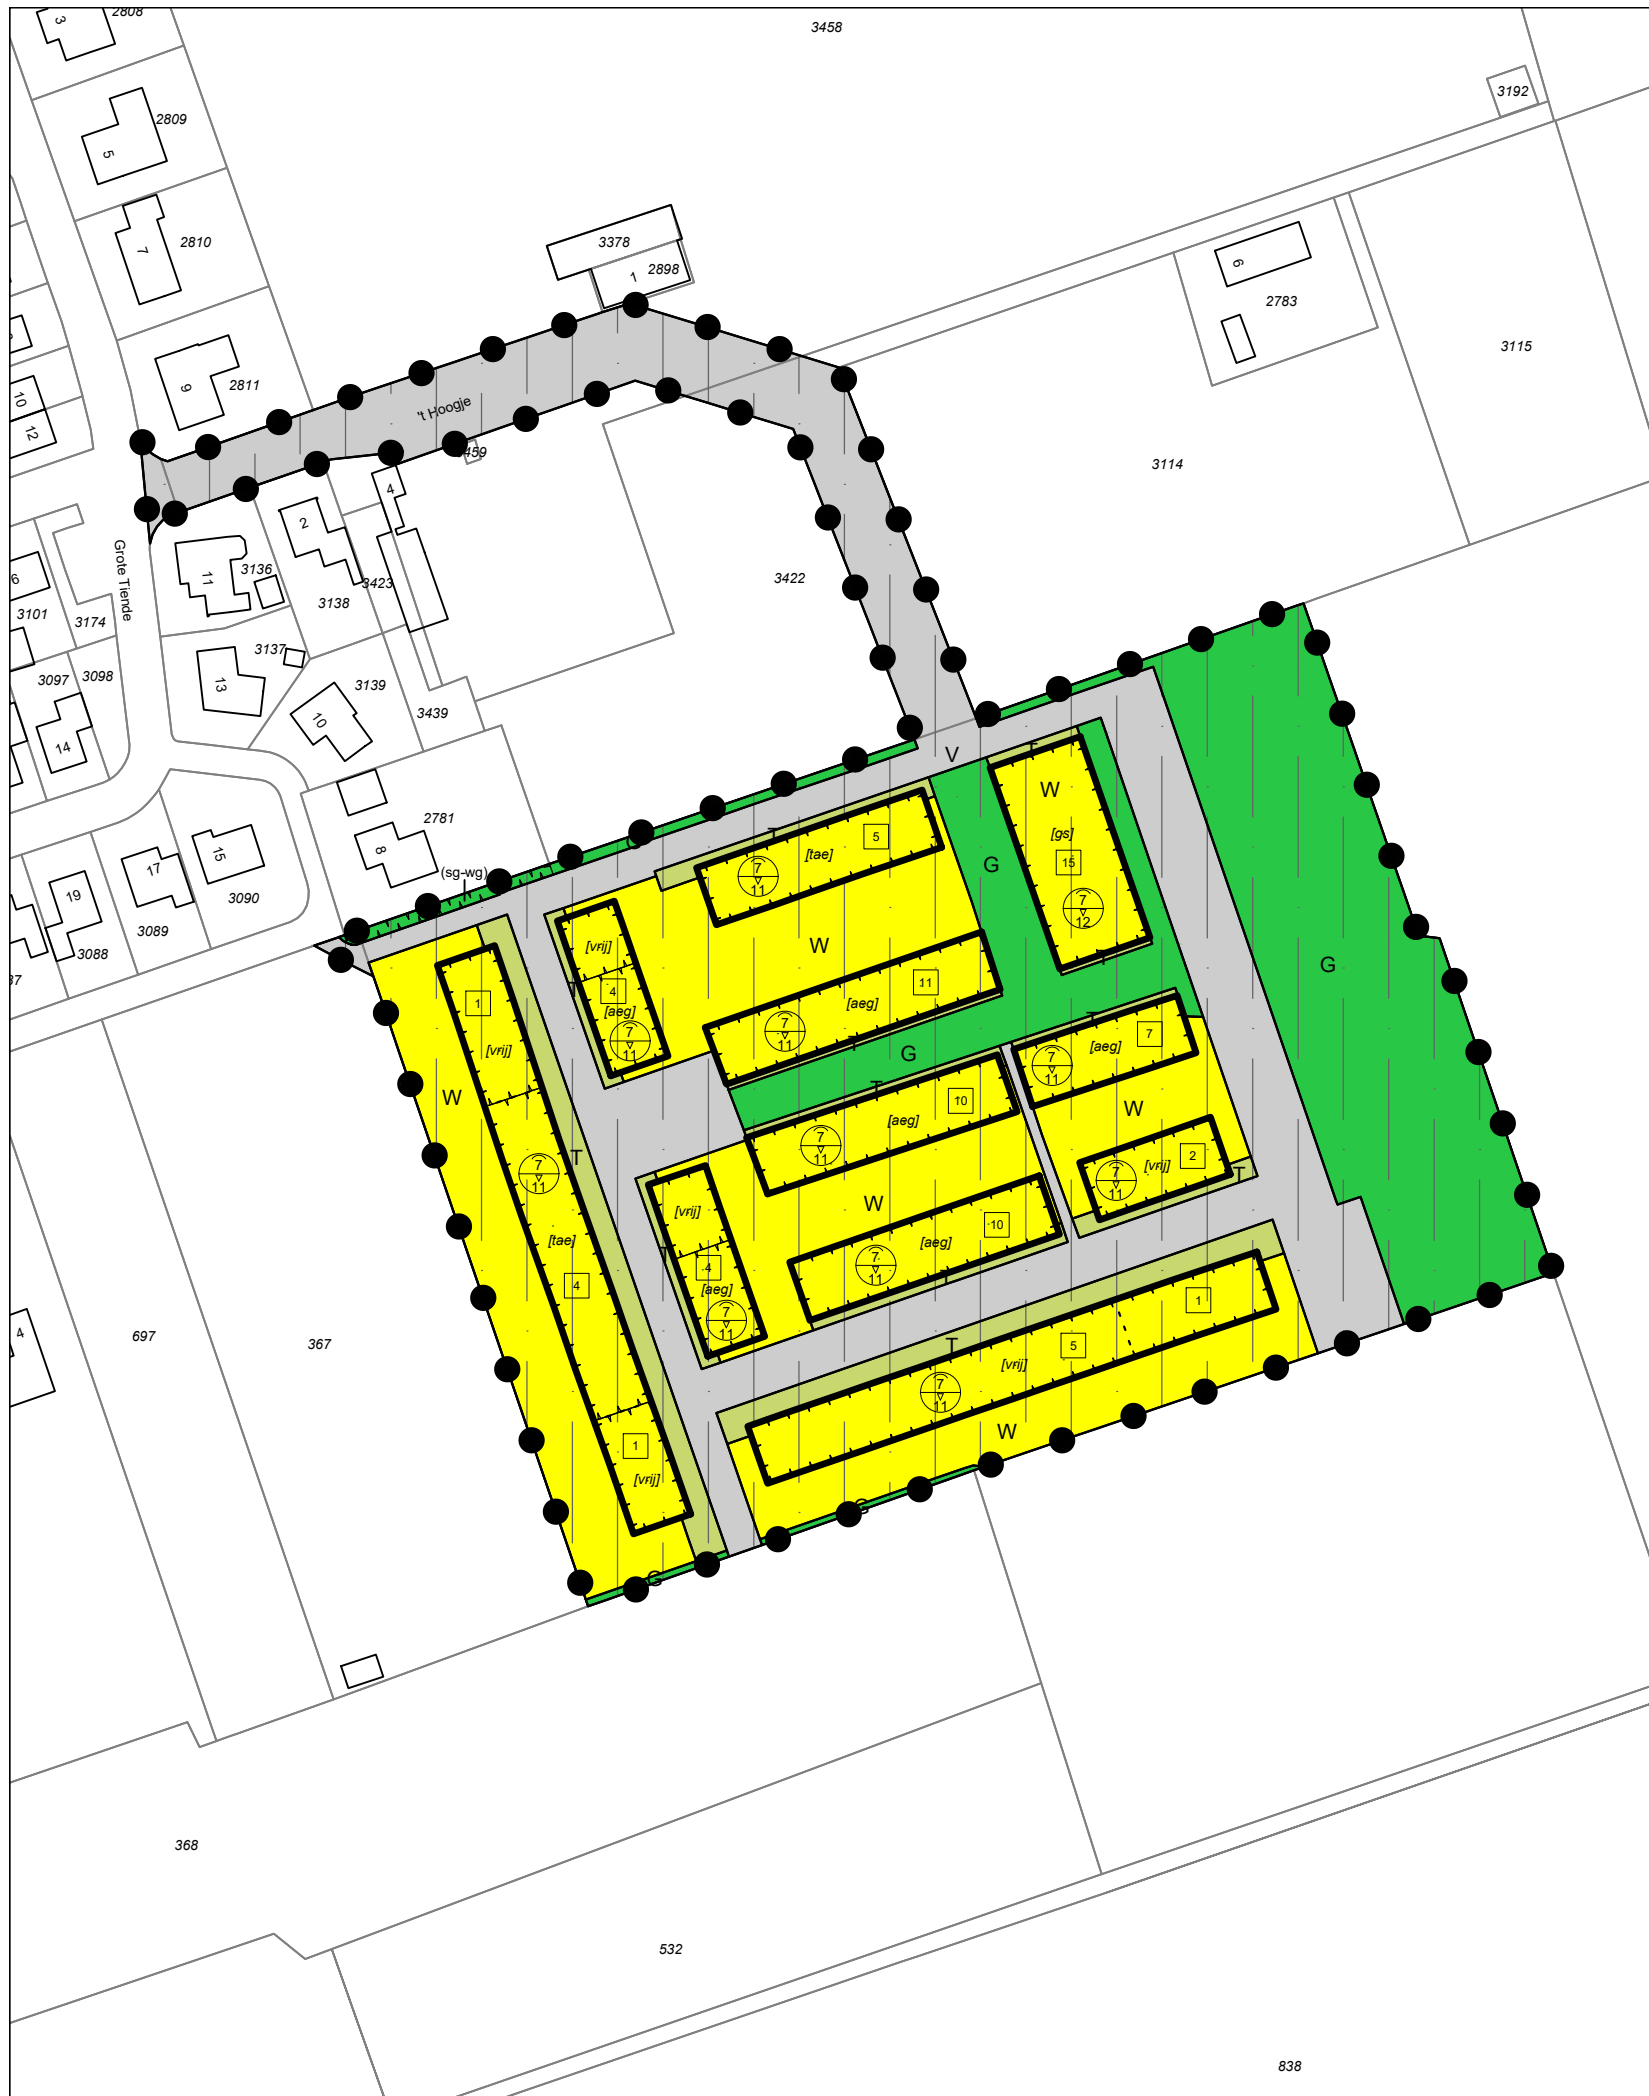 3
2808
3458
3192
5
2809
7
2810
3378
1
2898
6
2783
3115
9
2811
10
12
't Hoogje
3459
4
3114
2
Grote Tiende
6
11
3136
3423
3422
3101
3174
3138
3137
3097
3098
13
3139
10
3439
14
V
T
W
2781
8
5
T
[tae]
7
11
[gs]
15
G
7
12
(sg-wg)
G
17
15
19
3090
3089
3088
37
[vrij]
W
4
[aeg]
7
11
T
11
[aeg]
7
11
T
G
T
G
1
[vrij]
W
T
7
[aeg]
7
11
T
10
[aeg]
7
11
W
2
[vrij]
7
11
T
7
11
T
[tae]
4
[vrij]
W
T
4
[aeg]
7
11
10
[aeg]
7
11
T
1
5
[vrij]
T
7
11
W
4
697
367
1
[vrij]
G
G
368
532
838